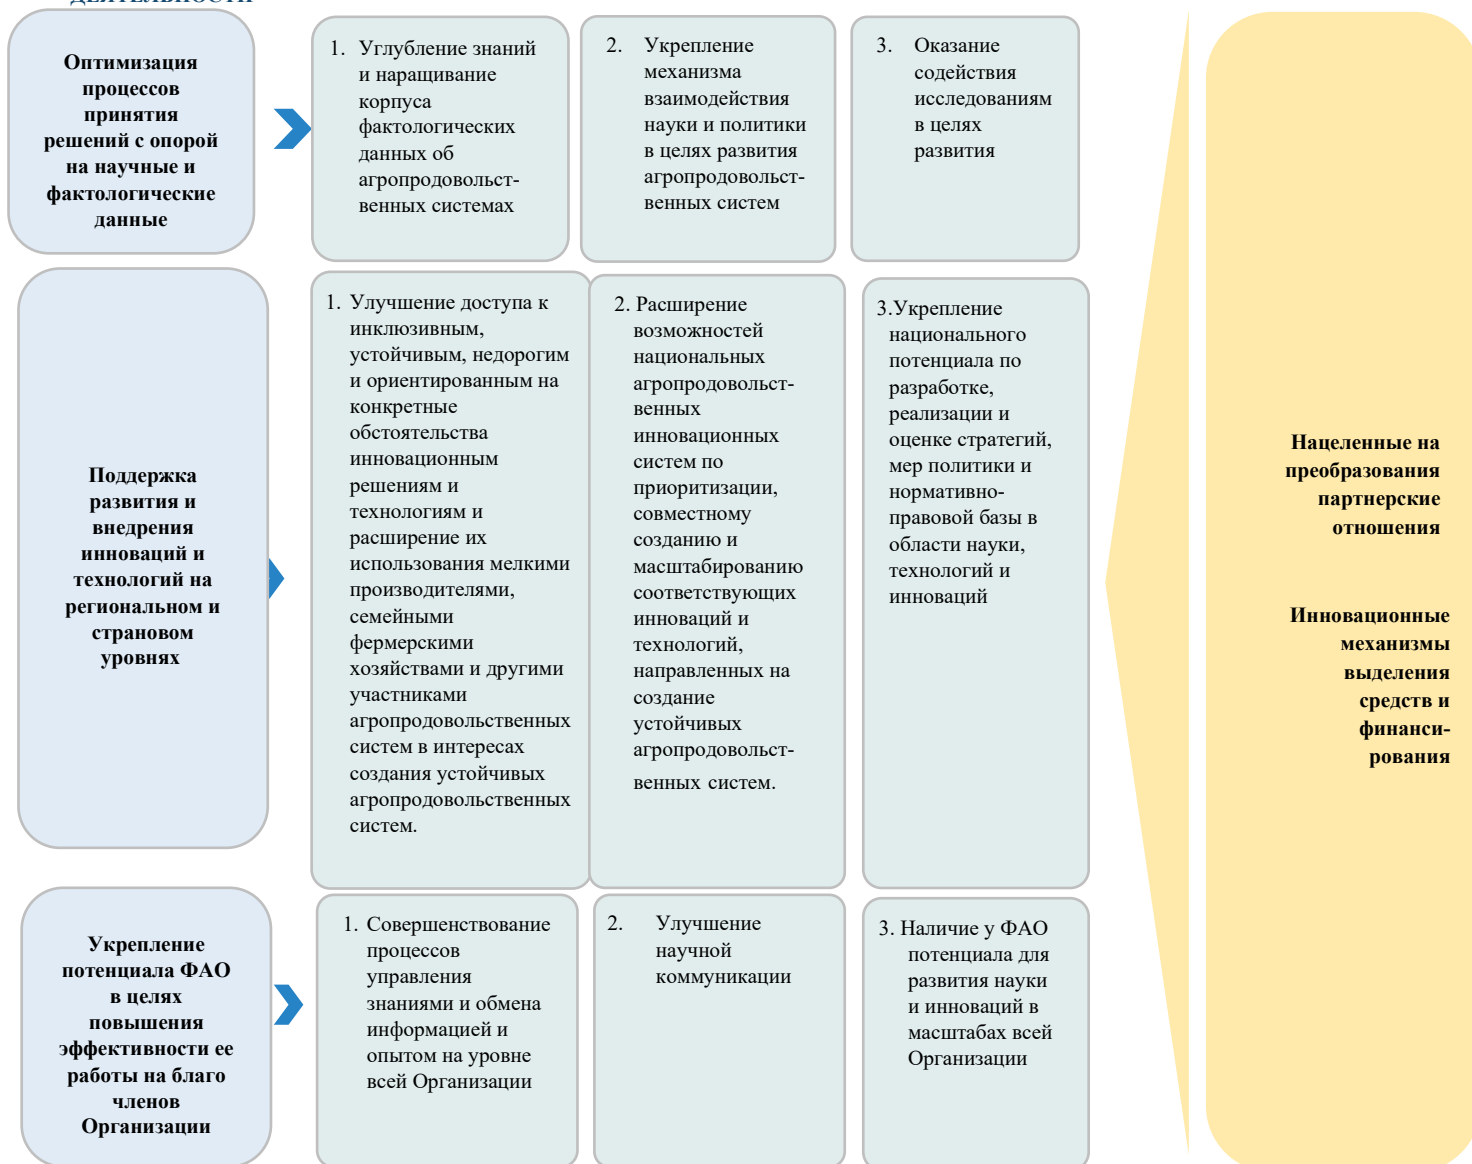 ДЕЯТЕЛЬНОСТИ
Оптимизация
процессов
принятия
решений с опорой
на научные и
фактологические
данные
1. Углубление знаний
и наращивание
корпуса
фактологических
данных об
агропродовольст-
венных системах
2. Укрепление
механизма
взаимодействия
науки и политики
в целях развития
агропродовольст-
венных систем
3. Оказание
содействия
исследованиям
в целях
развития
Поддержка
развития и
внедрения
инноваций и
технологий на
региональном и
страновом
уровнях
1. Улучшение доступа к
инклюзивным,
устойчивым, недорогим
и ориентированным на
конкретные
обстоятельства
инновационным
решениям и
технологиям и
расширение их
использования мелкими
производителями,
семейными
фермерскими
хозяйствами и другими
участниками
агропродовольственных
систем в интересах
создания устойчивых
агропродовольственных
систем.
2. Расширение
возможностей
национальных
агропродовольст-
венных
инновационных
систем по
приоритизации,
совместному
созданию и
масштабированию
соответствующих
инноваций и
технологий,
направленных на
создание
устойчивых
агропродовольст-
венных систем.
3.Укрепление
национального
потенциала по
разработке,
реализации и
оценке стратегий,
мер политики и
нормативно-
правовой базы в
области науки,
технологий и
инноваций
Укрепление
потенциала ФАО
в целях
повышения
эффективности ее
работы на благо
членов
Организации
1. Совершенствование
процессов
управления
знаниями и обмена
информацией и
опытом на уровне
всей Организации
2. Улучшение
научной
коммуникации
3. Наличие у ФАО
потенциала для
развития науки
и инноваций в
масштабах всей
Организации
Нацеленные на
преобразования
партнерские
отношения
Инновационные
механизмы
выделения
средств и
финанси-
рования